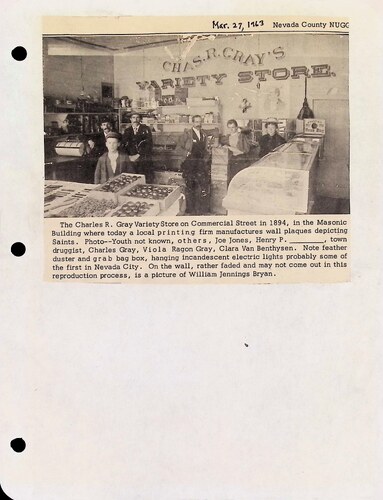 Mar. 27, 1963 Nevada County NUGG
CHAS. R. GRAY'S
VARIETY STORE.
The Charles R. Gray Variety Store on Commercial Street in 1894, in the Masonic
Building where today a local printing firm manufactures wall plaques depicting
Saints. Photo--Youth not known, others, Joe Jones, Henry P. ________, town
druggist, Charles Gray, Viola Ragon Gray, Clara Van Benthysen. Note feather
duster and grab bag box, hanging incandescent electric lights probably some of
the first in Nevada City. On the wall, rather faded and may not come out in this
reproduction process, is a picture of William Jennings Bryan.